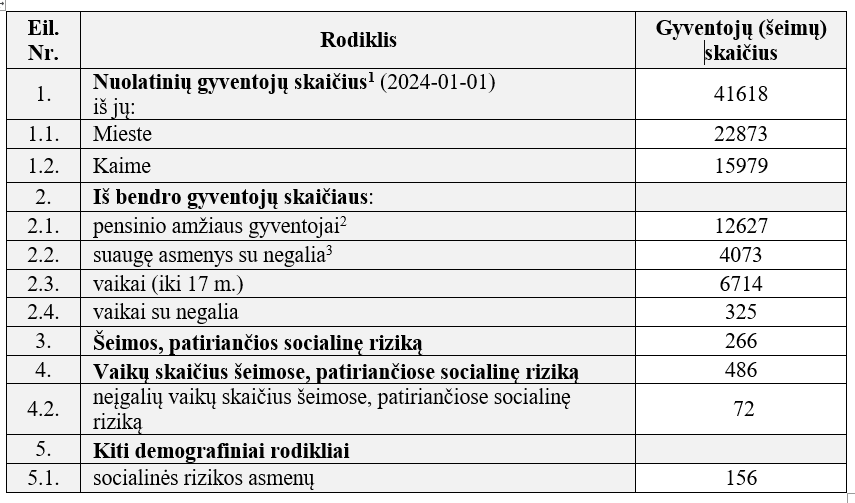 Eil. Nr. Rodiklis Gyventojų (šeimų) skaičius
1. Nuolatinių gyventojų skaičius¹ (2024-01-01) 41618
iš jų:
1.1. Mieste 22873
1.2. Kaime 15979
2. Iš bendro gyventojų skaičiaus:
2.1. pensinio amžiaus gyventojai² 12627
2.2. suaugę asmenys su negalia³ 4073
2.3. vaikai (iki 17 m.) 6714
2.4. vaikai su negalia 325
3. Šeimos, patiriančios socialinę riziką 266
4. Vaikų skaičius šeimose, patiriančiose socialinę riziką 486
4.2. neįgalių vaikų skaičius šeimose, patiriančiose socialinę
riziką 72
5. Kiti demografiniai rodikliai
5.1. socialinės rizikos asmenų 156